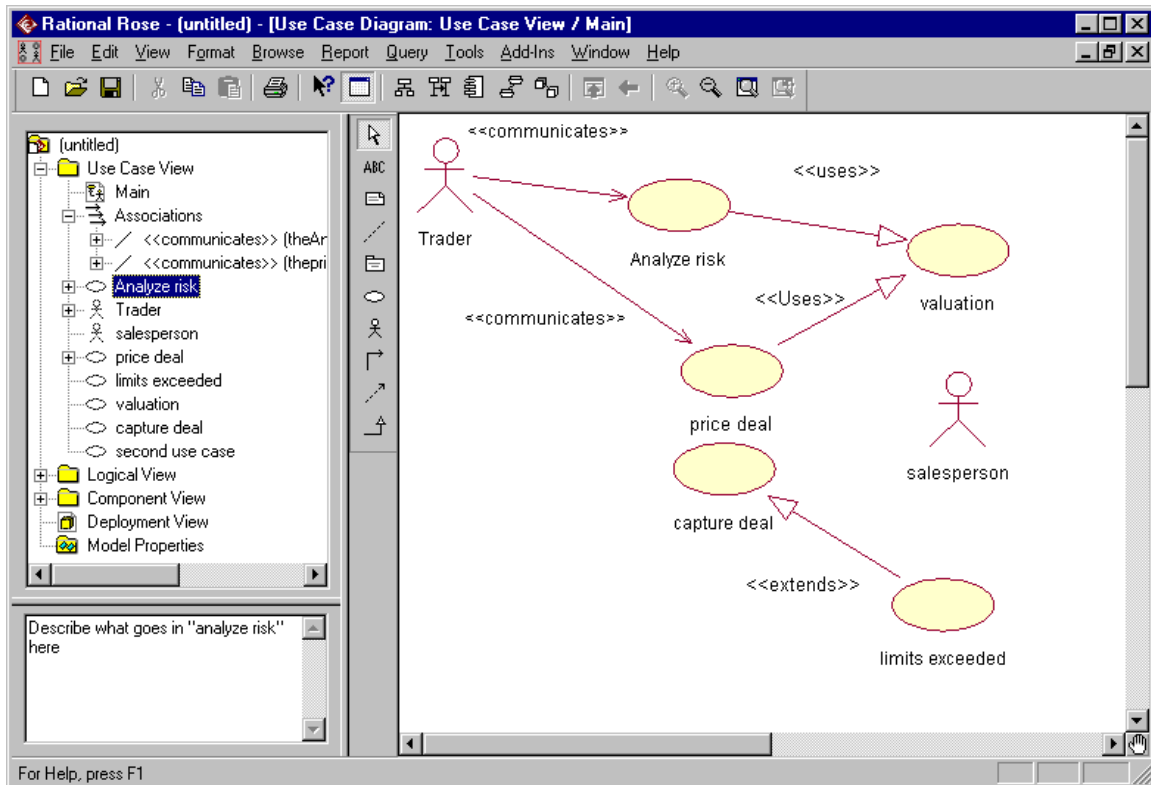 Rational Rose - (untitled) - [Use Case Diagram: Use Case View / Main]
File Edit View Format Browse Report Query Tools Add-Ins Window Help
(untitled)
Use Case View
Main
Associations
<<communicates>> (theAr
<<communicates>> (thepri
Analyze risk
Trader
salesperson
price deal
limits exceeded
valuation
capture deal
second use case
Logical View
Component View
Deployment View
Model Properties
Describe what goes in "analyze risk"
here
ABC
<<communicates>>
Trader
<<uses>>
Analyze risk
valuation
<<Uses>>
<<communicates>>
price deal
salesperson
capture deal
<<extends>>
limits exceeded
For Help, press F1